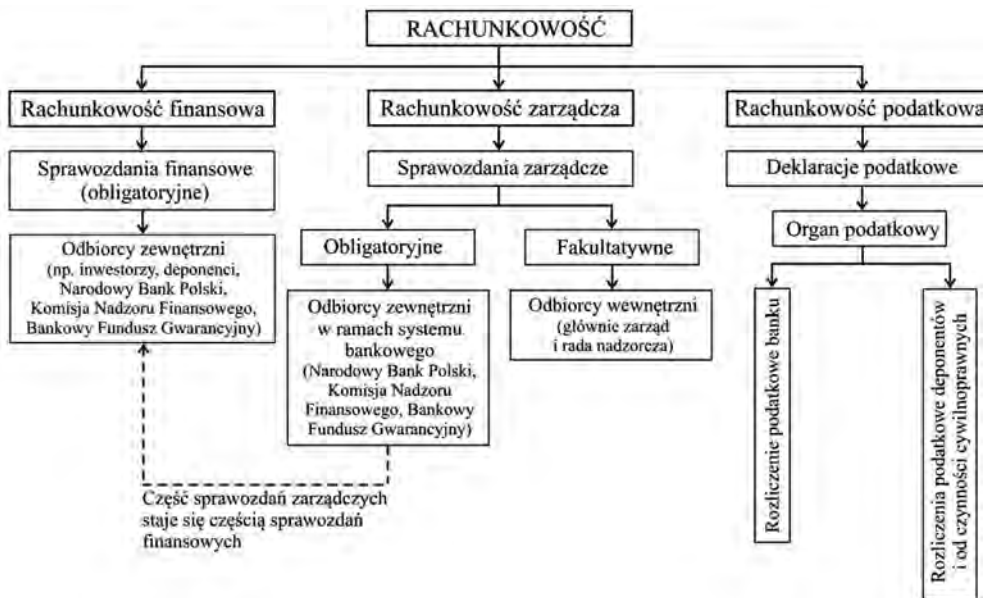 RACHUNKOWOŚĆ
Rachunkowość finansowa
Rachunkowość zarządcza
Rachunkowość podatkowa
Sprawozdania finansowe
(obligatoryjne)
Sprawozdania zarządcze
Deklaracje podatkowe
Odbiorcy zewnętrzni
(np. inwestorzy, deponenci,
Narodowy Bank Polski,
Komisja Nadzoru Finansowego,
Bankowy Fundusz Gwarancyjny)
Obligatoryjne
Fakultatywne
Organ podatkowy
Odbiorcy zewnętrzni
w ramach systemu
bankowego
(Narodowy Bank Polski,
Komisja Nadzoru
Finansowego, Bankowy
Fundusz Gwarancyjny)
Odbiorcy wewnętrzni
(głównie zarząd
i rada nadzorcza)
Rozliczenie podatkowe banku
Rozliczenia podatkowe deponentów
i od czynności cywilnoprawnych
Część sprawozdań zarządczych
staje się częścią sprawozdań
finansowych